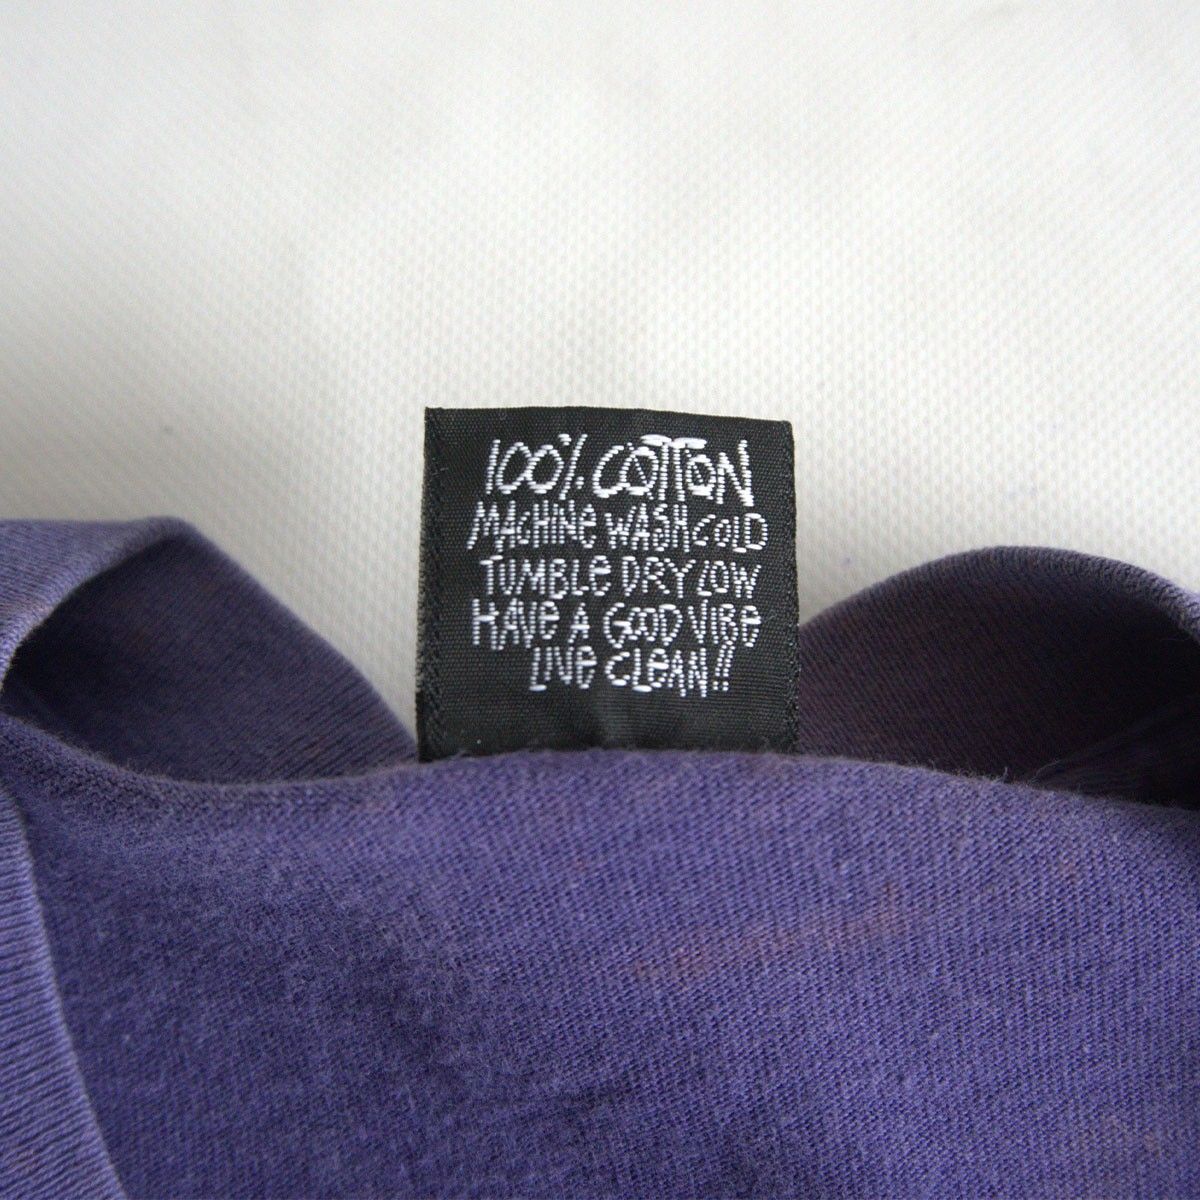 100% COTTON
MACHINE WASH COLD
TUMBLE DRY LOW
HAVE A GOOD VIBE
LIVE CLEAN!!